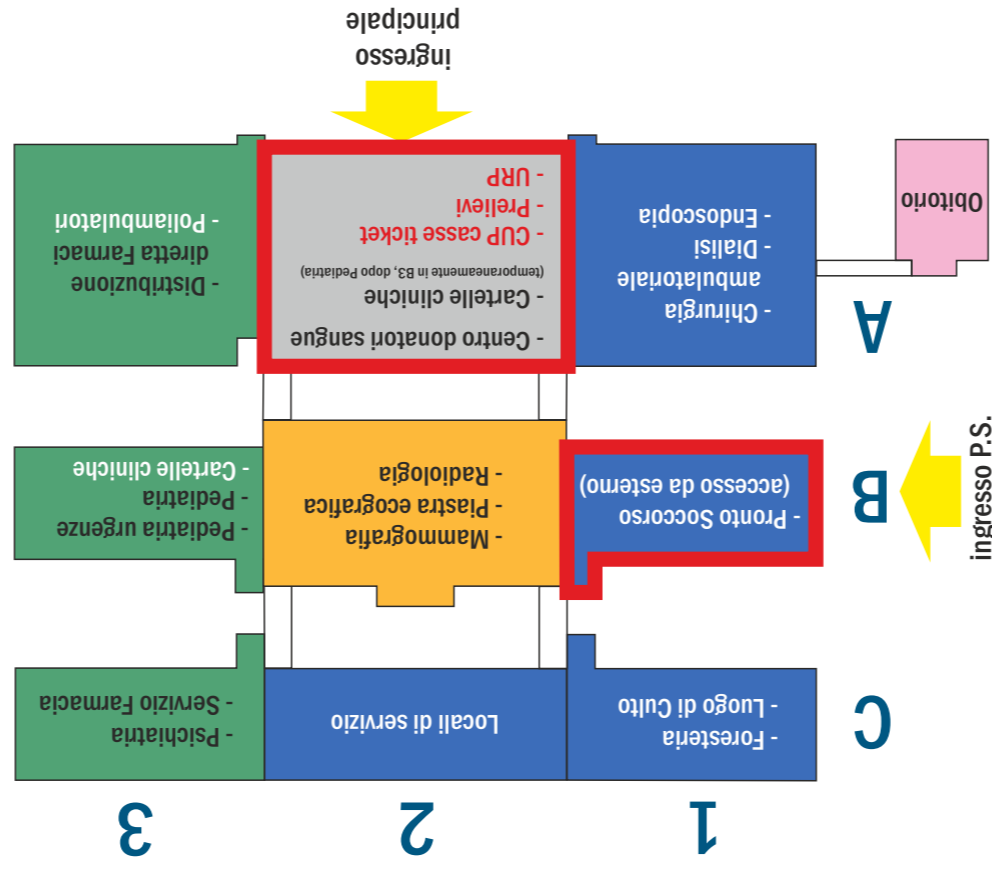 1
2
3
C
- Foresteria
- Luogo di Culto
Locali di servizio
- Psichiatria
- Servizio Farmacia
ingresso P.S.
B
- Pronto Soccorso
(accesso da esterno)
- Mammografia
- Piastra ecografica
- Radiologia
- Pediatria urgenze
- Pediatria
- Cartelle cliniche
A
Obitorio
- Chirurgia
ambulatoriale
- Dialisi
- Endoscopia
- Centro donatori sangue
- Cartelle cliniche
(temporaneamente in B3, dopo Pediatria)
- CUP casse ticket
- Prelievi
- URP
- Distribuzione
diretta Farmaci
- Poliambulatori
ingresso
principale